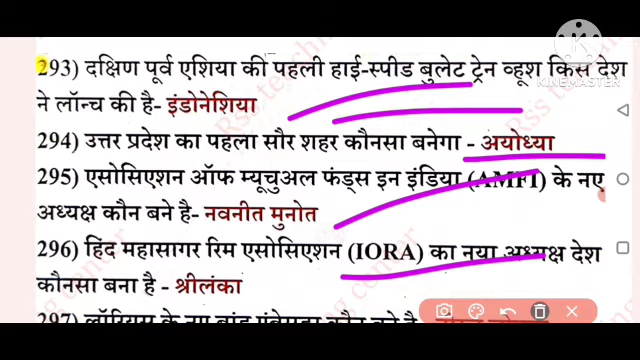 293) दक्षिण पूर्व एशिया की पहली हाई-स्पीड बुलेट ट्रेन व्हूश किस देश
ने लॉन्च की है- इंडोनेशिया
294) उत्तर प्रदेश का पहला सौर शहर कौनसा बनेगा - अयोध्या
295) एसोसिएशन ऑफ म्यूचुअल फंड्स इन इंडिया (AMFI) के नए
अध्यक्ष कौन बने है- नवनीत मुनोत
296) हिंद महासागर रिम एसोसिएशन (IORA) का नया अध्यक्ष देश
कौनसा बना है - श्रीलंका
297)